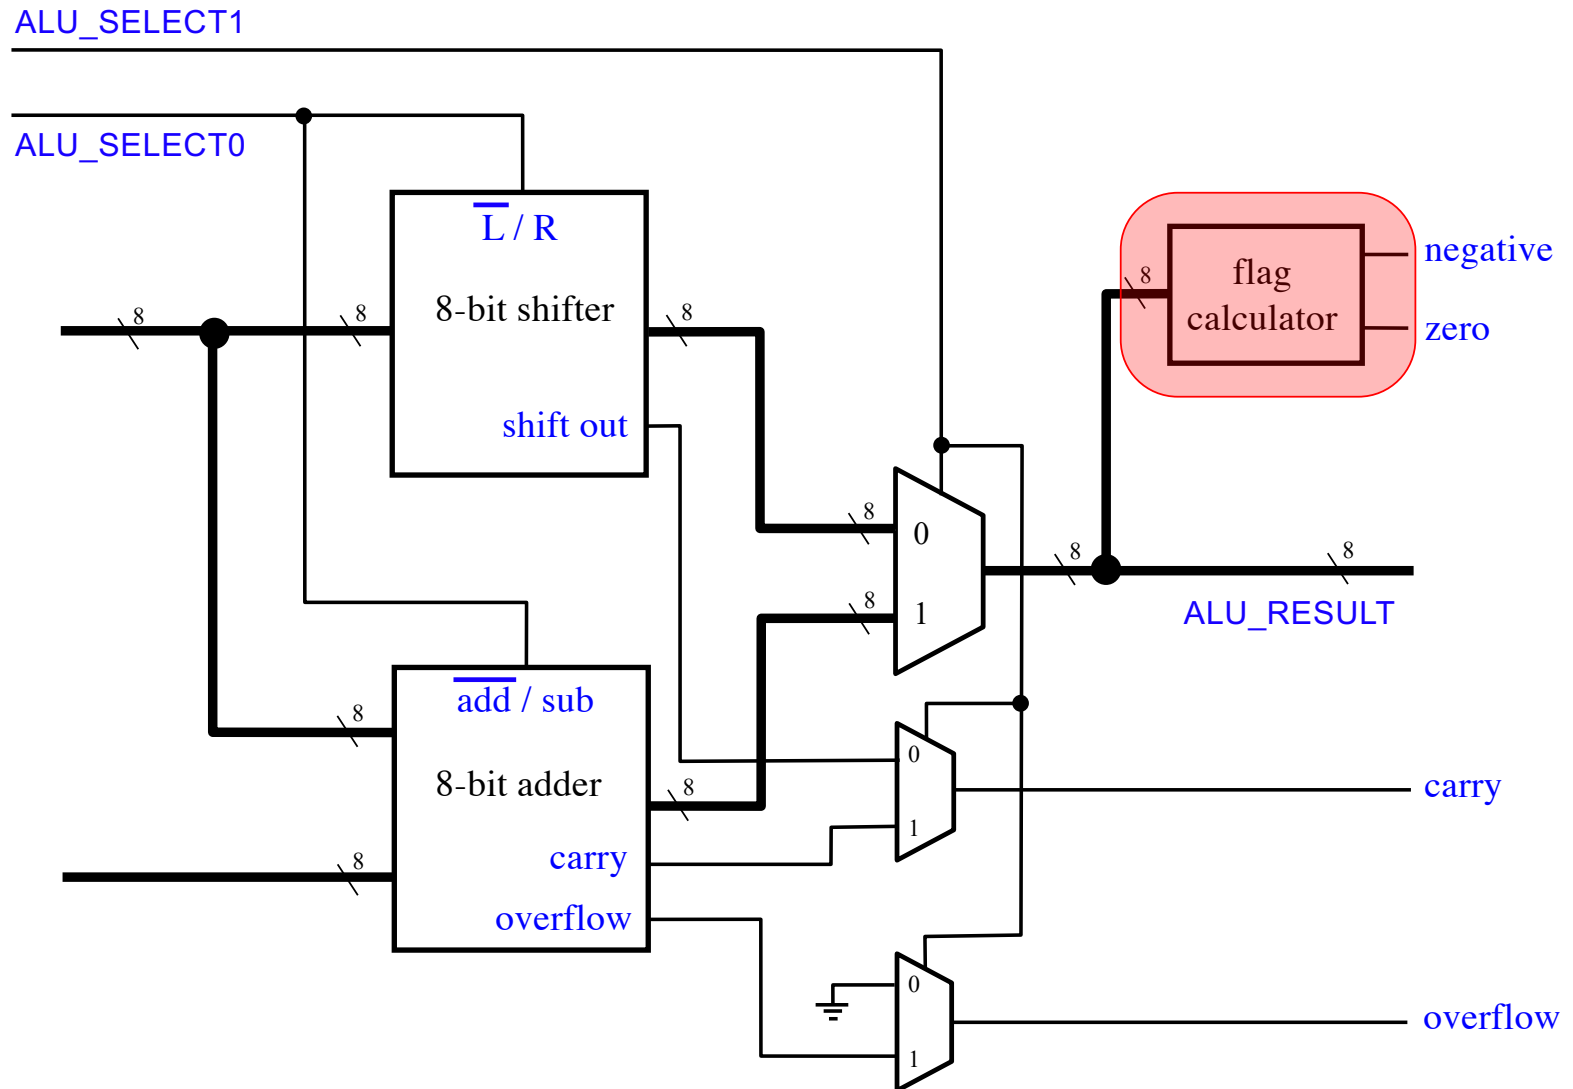 ALU_SELECT1
ALU_SELECT0
L / R
8-bit shifter
8
8
8
shift out
flag
calculator
8
negative
zero
8
0
8
1
8
8
ALU_RESULT
add / sub
8
8-bit adder
8
8
carry
overflow
0
1
carry
0
1
overflow